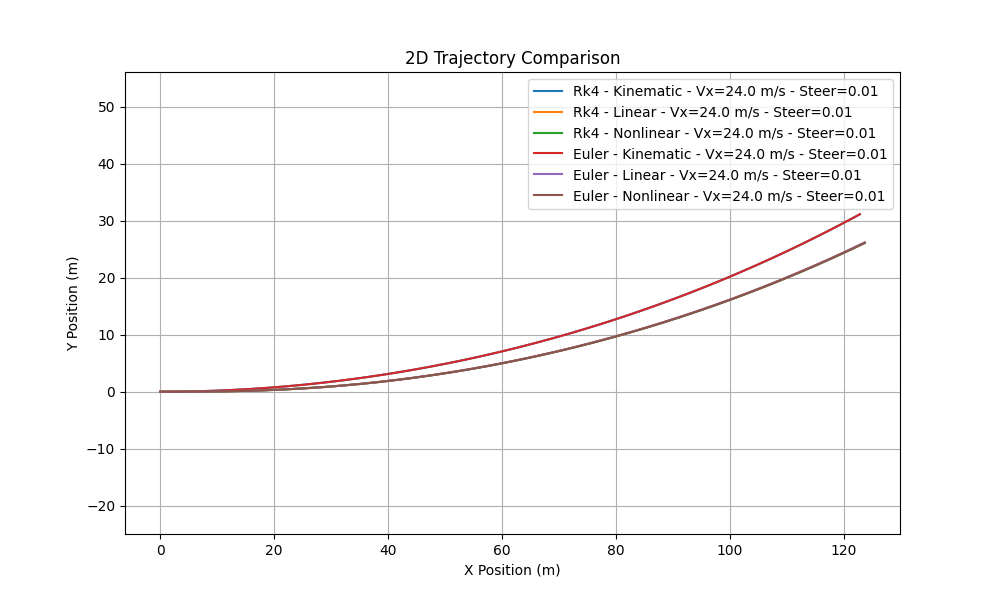 2D Trajectory Comparison
Rk4 - Kinematic - Vx=24.0 m/s - Steer=0.01
Rk4 - Linear - Vx=24.0 m/s - Steer=0.01
Rk4 - Nonlinear - Vx=24.0 m/s - Steer=0.01
Euler - Kinematic - Vx=24.0 m/s - Steer=0.01
Euler - Linear - Vx=24.0 m/s - Steer=0.01
Euler - Nonlinear - Vx=24.0 m/s - Steer=0.01
Y Position (m)
50
40
30
20
10
0
−10
−20
0 20 40 60 80 100 120
X Position (m)